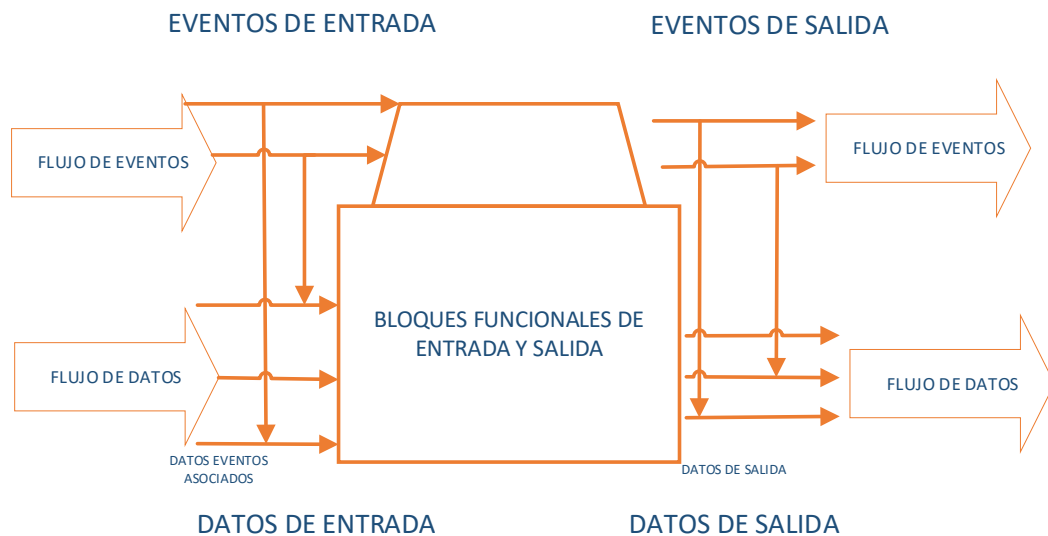 EVENTOS DE ENTRADA
EVENTOS DE SALIDA
FLUJO DE EVENTOS
FLUJO DE EVENTOS
BLOQUES FUNCIONALES DE
ENTRADA Y SALIDA
FLUJO DE DATOS
FLUJO DE DATOS
DATOS EVENTOS
ASOCIADOS
DATOS DE SALIDA
DATOS DE ENTRADA
DATOS DE SALIDA